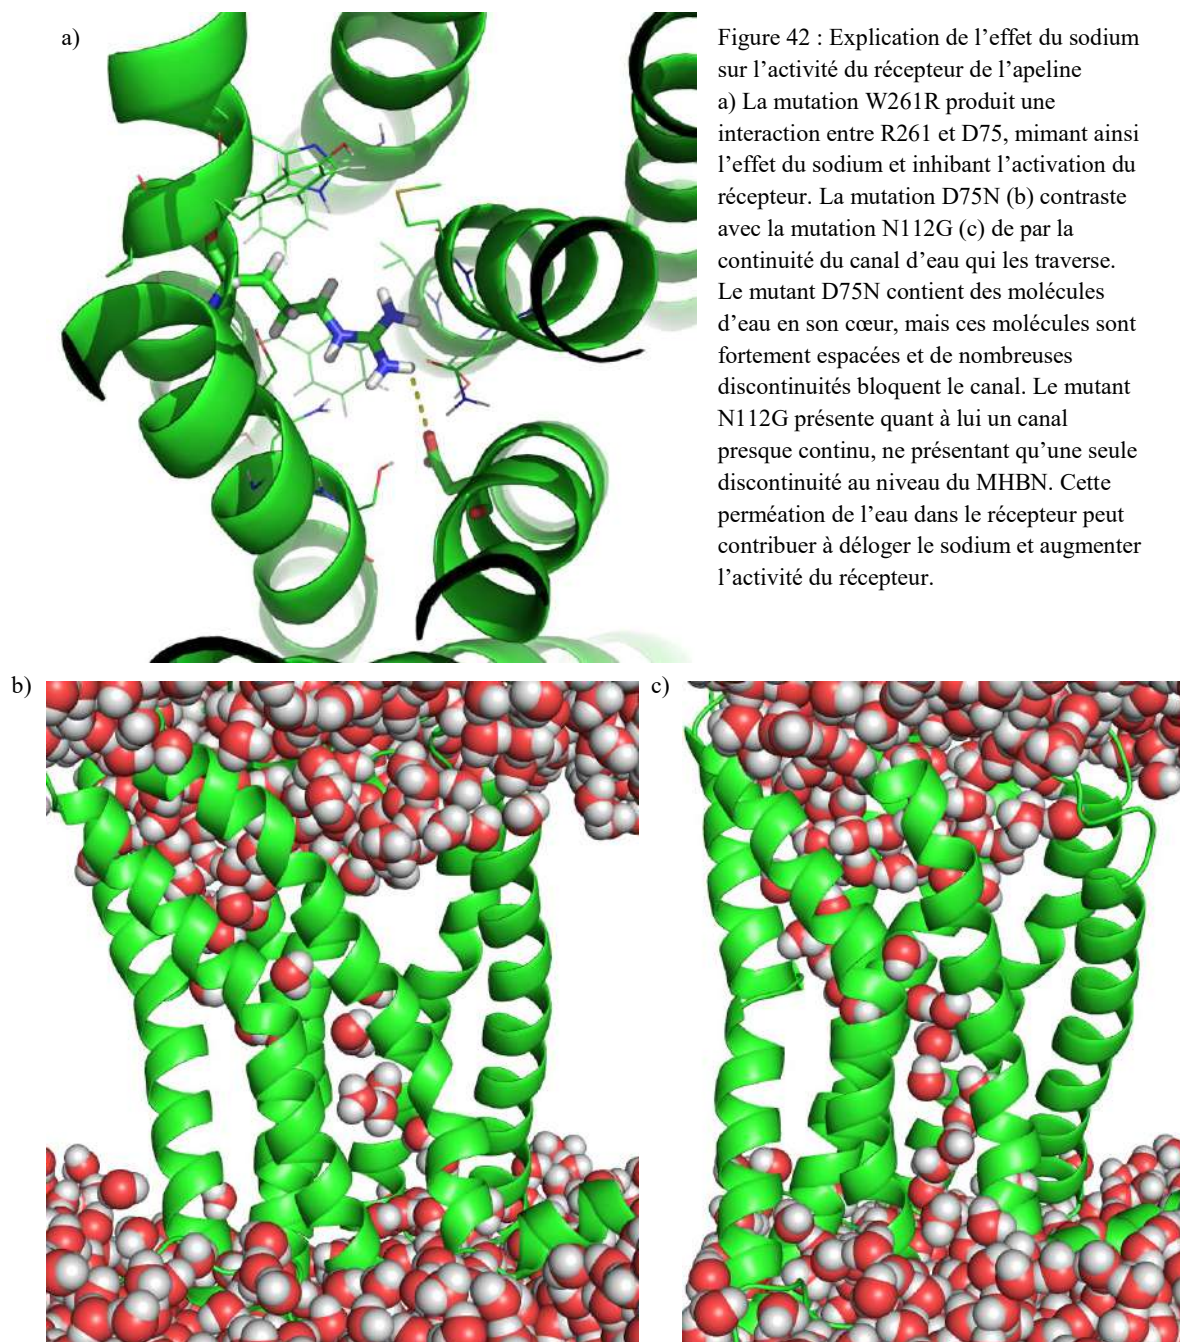 a)
Figure 42 : Explication de l’effet du sodium
sur l’activité du récepteur de l’apeline
a) La mutation W261R produit une
interaction entre R261 et D75, mimant ainsi
l’effet du sodium et inhibant l’activation du
récepteur. La mutation D75N (b) contraste
avec la mutation N112G (c) de par la
continuité du canal d’eau qui les traverse.
Le mutant D75N contient des molécules
d’eau en son cœur, mais ces molécules sont
fortement espacées et de nombreuses
discontinuités bloquent le canal. Le mutant
N112G présente quant à lui un canal
presque continu, ne présentant qu’une seule
discontinuité au niveau du MHBN. Cette
perméation de l’eau dans le récepteur peut
contribuer à déloger le sodium et augmenter
l’activité du récepteur.
b)
c)